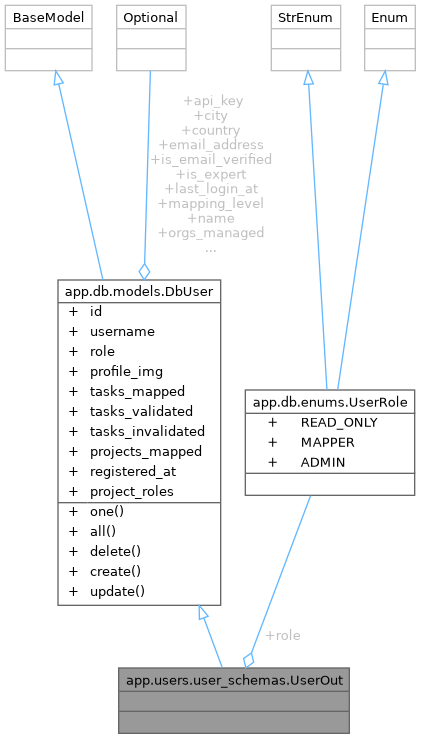 BaseModel
Optional
StrEnum
Enum
+api_key
+city
+country
+email_address
+is_email_verified
+is_expert
+last_login_at
+mapping_level
+name
+orgs_managed
...
app.db.models.DbUser
+ id
+ username
+ role
+ profile_img
+ tasks_mapped
+ tasks_validated
+ tasks_invalidated
+ projects_mapped
+ registered_at
+ project_roles
+ one()
+ all()
+ delete()
+ create()
+ update()
app.db.enums.UserRole
+ READ_ONLY
+ MAPPER
+ ADMIN
+role
app.users.user_schemas.UserOut